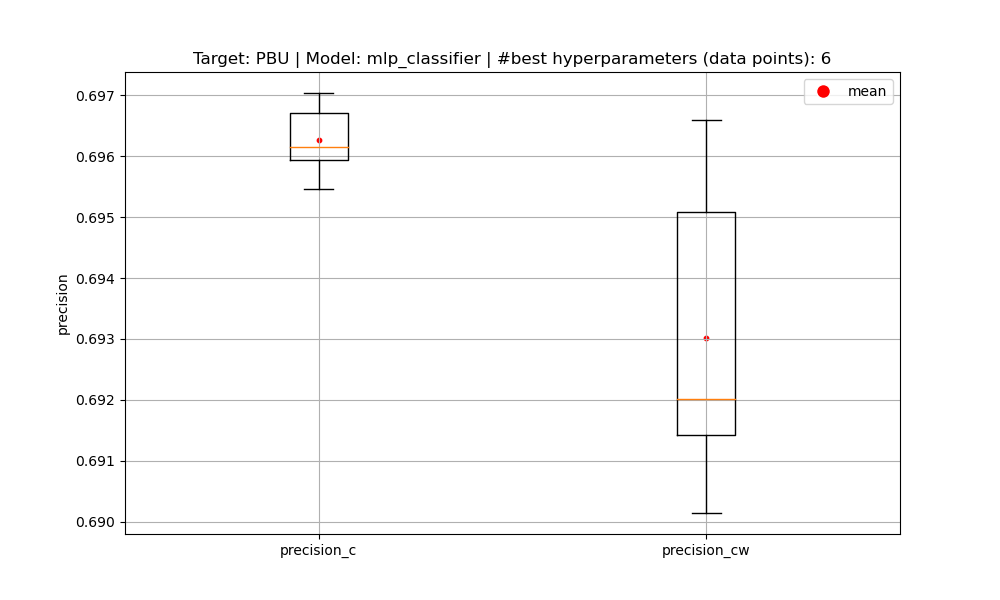 Target: PBU | Model: mlp_classifier | #best hyperparameters (data points): 6
mean
0.697
0.696
0.695
0.694
0.693
0.692
0.691
0.690
precision
precision_c
precision_cw